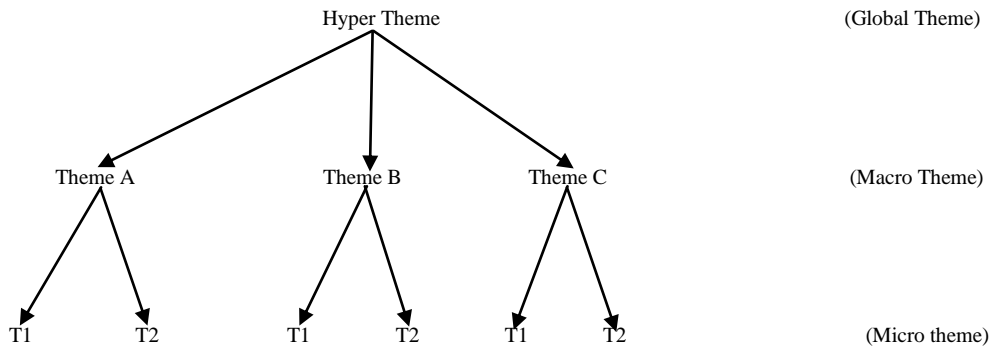 Hyper Theme (Global Theme)
Theme A Theme B Theme C (Macro Theme)
T1 T2 T1 T2 T1 T2 (Micro theme)